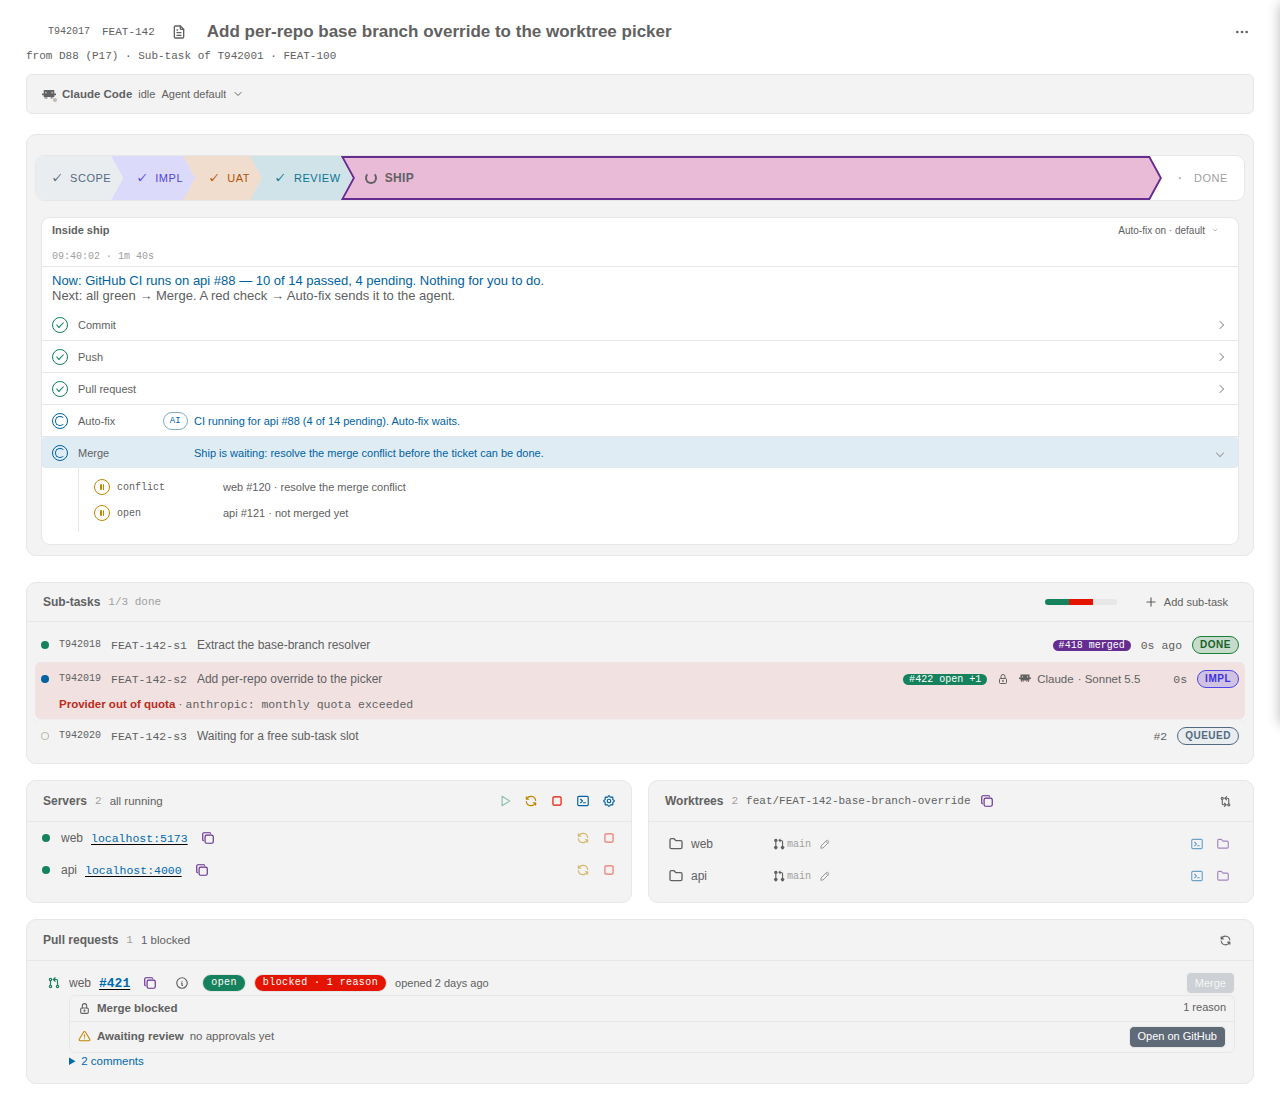 T942017 FEAT-142 Add per-repo base branch override to the worktree picker
from D88 (P17) · Sub-task of T942001 · FEAT-100
Claude Code idle Agent default
SCOPE IMPL UAT REVIEW SHIP · DONE
Inside ship Auto-fix on · default
09:40:02 · 1m 40s
Now: GitHub CI runs on api #88 — 10 of 14 passed, 4 pending. Nothing for you to do.
Next: all green → Merge. A red check → Auto-fix sends it to the agent.
Commit
Push
Pull request
Auto-fix AI CI running for api #88 (4 of 14 pending). Auto-fix waits.
Merge Ship is waiting: resolve the merge conflict before the ticket can be done.
conflict web #120 · resolve the merge conflict
open api #121 · not merged yet
Sub-tasks 1/3 done Add sub-task
T942018 FEAT-142-s1 Extract the base-branch resolver #418 merged 0s ago DONE
T942019 FEAT-142-s2 Add per-repo override to the picker #422 open +1 Claude · Sonnet 5.5 0s IMPL
Provider out of quota · anthropic: monthly quota exceeded
T942020 FEAT-142-s3 Waiting for a free sub-task slot #2 QUEUED
Servers 2 all running
web localhost:5173
api localhost:4000
Worktrees 2 feat/FEAT-142-base-branch-override
web main
api main
Pull requests 1 1 blocked
web #421 open blocked · 1 reason opened 2 days ago Merge
Merge blocked 1 reason
Awaiting review no approvals yet Open on GitHub
2 comments